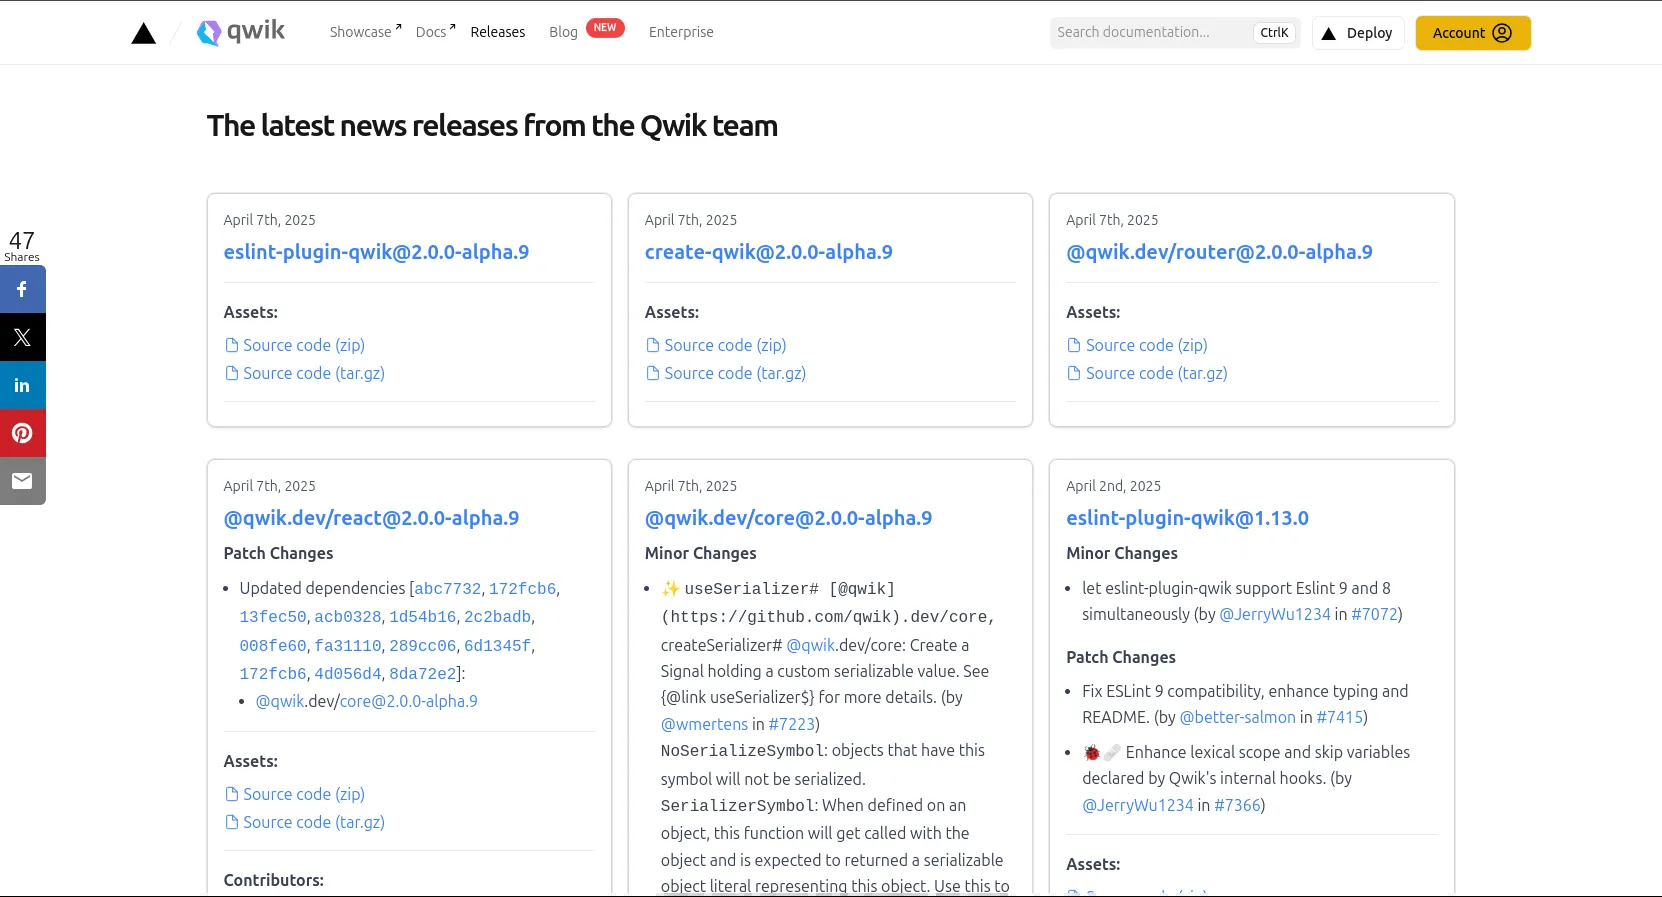 qwik
Showcase ↗ Docs ↗ Releases Blog NEW Enterprise
Search documentation... CtrlK
Deploy
Account
The latest news releases from the Qwik team
47
Shares
April 7th, 2025
eslint-plugin-qwik@2.0.0-alpha.9
Assets:
Source code (zip)
Source code (tar.gz)
April 7th, 2025
create-qwik@2.0.0-alpha.9
Assets:
Source code (zip)
Source code (tar.gz)
April 7th, 2025
@qwik.dev/router@2.0.0-alpha.9
Assets:
Source code (zip)
Source code (tar.gz)
April 7th, 2025
@qwik.dev/react@2.0.0-alpha.9
Patch Changes
• Updated dependencies [abc7732, 172fcb6,
13fec50, acb0328, 1d54b16, 2c2badb,
008fe60, fa31110, 289cc06, 6d1345f,
172fcb6, 4d056d4, 8da72e2]:
• @qwik.dev/core@2.0.0-alpha.9
Assets:
Source code (zip)
Source code (tar.gz)
Contributors:
April 7th, 2025
@qwik.dev/core@2.0.0-alpha.9
Minor Changes
• ✨ useSerializer# [@qwik]
(https://github.com/qwik).dev/core,
createSerializer# @qwik.dev/core: Create a
Signal holding a custom serializable value. See
{@link useSerializer$} for more details. (by
@wmertens in #7223)
NoSerializeSymbol: objects that have this
symbol will not be serialized.
SerializerSymbol: When defined on an
object, this function will get called with the
object and is expected to returned a serializable
object literal representing this object. Use this to
April 2nd, 2025
eslint-plugin-qwik@1.13.0
Minor Changes
• let eslint-plugin-qwik support Eslint 9 and 8
simultaneously (by @JerryWu1234 in #7072)
Patch Changes
• Fix ESLint 9 compatibility, enhance typing and
README. (by @better-salmon in #7415)
• 🐞🩹 Enhance lexical scope and skip variables
declared by Qwik's internal hooks. (by
@JerryWu1234 in #7366)
Assets: